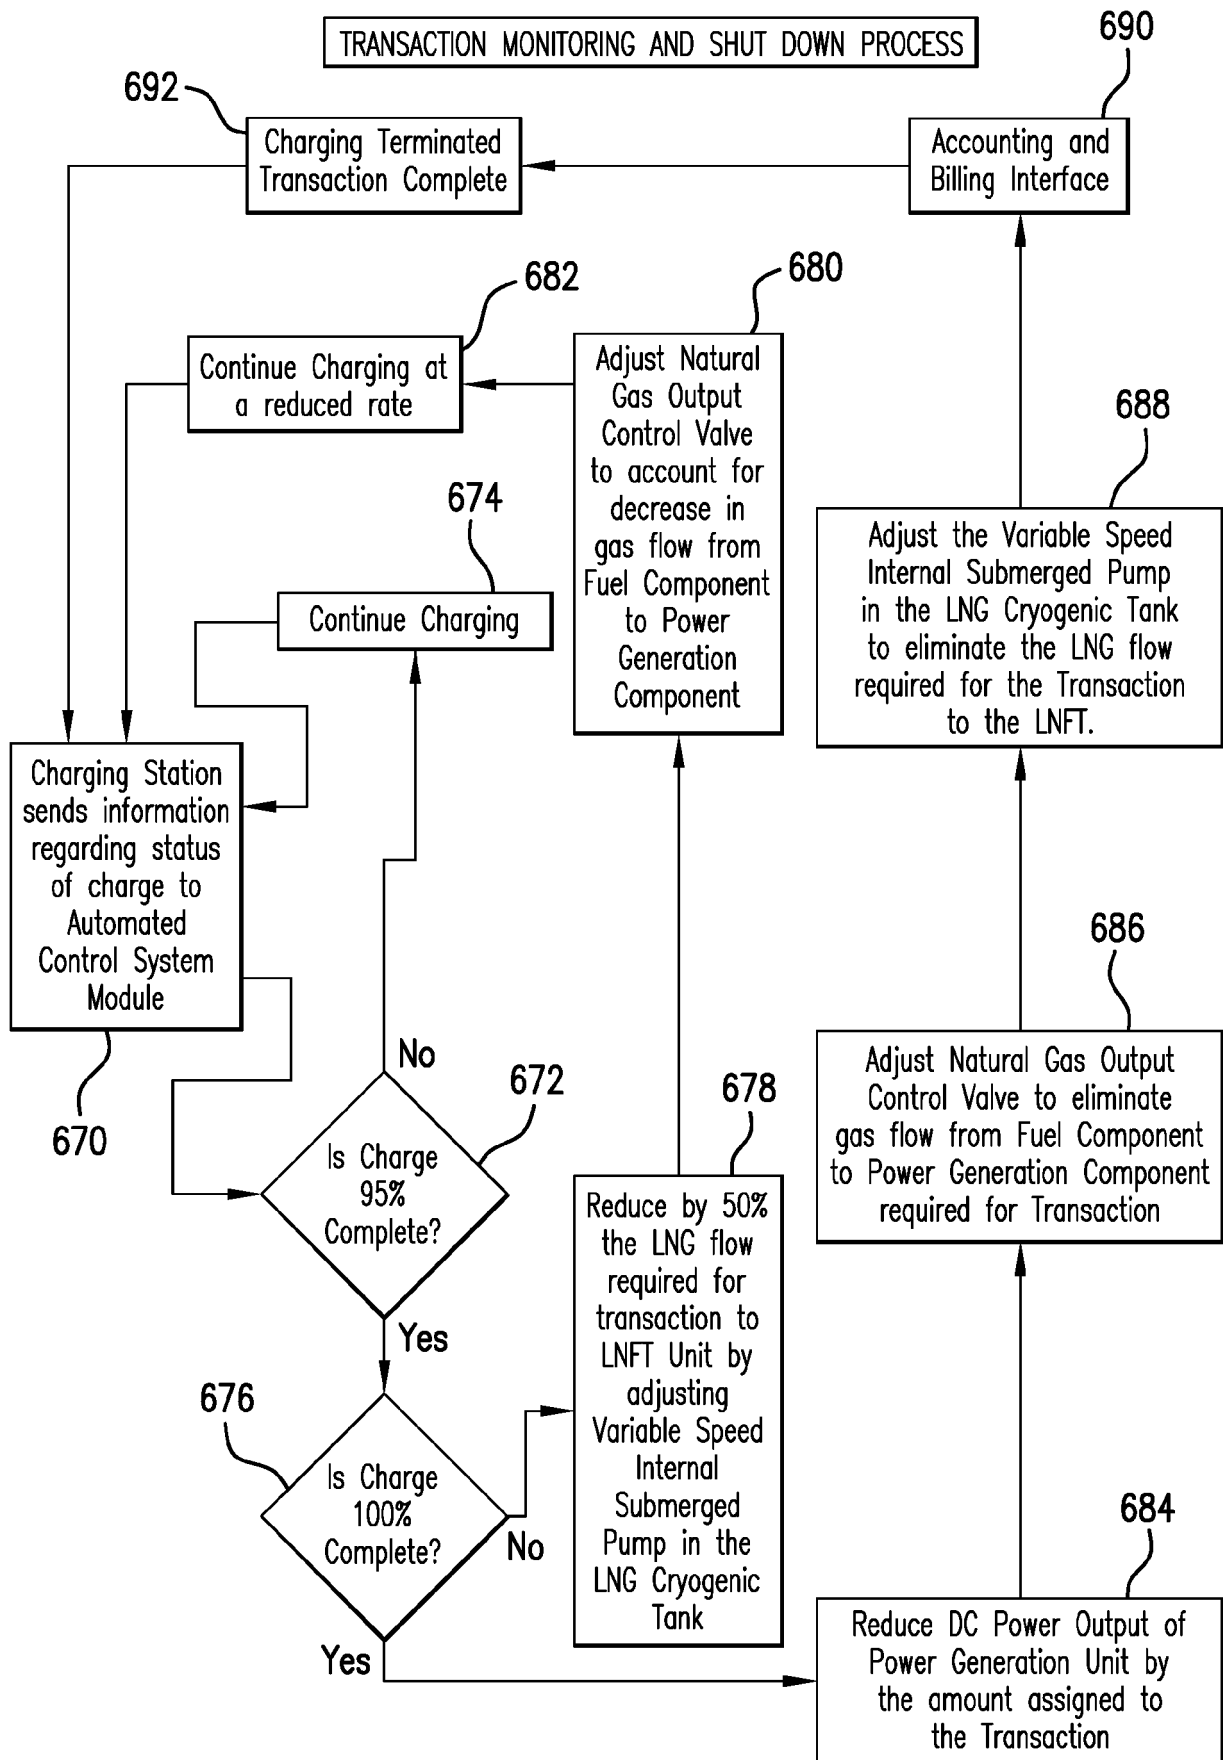 TRANSACTION MONITORING AND SHUT DOWN PROCESS
690
692
Charging Terminated
Transaction Complete
Accounting and
Billing Interface
682
680
Continue Charging at
a reduced rate
Adjust Natural
Gas Output
Control Valve
to account for
decrease in
gas flow from
Fuel Component
to Power
Generation
Component
688
674
Continue Charging
Adjust the Variable Speed
Internal Submerged Pump
in the LNG Cryogenic Tank
to eliminate the LNG flow
required for the Transaction
to the LNFT.
Charging Station
sends information
regarding status
of charge to
Automated
Control System
Module
670
686
Adjust Natural Gas Output
Control Valve to eliminate
gas flow from Fuel Component
to Power Generation Component
required for Transaction
No
672
Is Charge
95%
Complete?
Yes
678
Reduce by 50%
the LNG flow
required for
transaction to
LNFT Unit by
adjusting
Variable Speed
Internal
Submerged
Pump in the
LNG Cryogenic
Tank
676
Is Charge
100%
Complete?
No
Yes
684
Reduce DC Power Output of
Power Generation Unit by
the amount assigned to
the Transaction